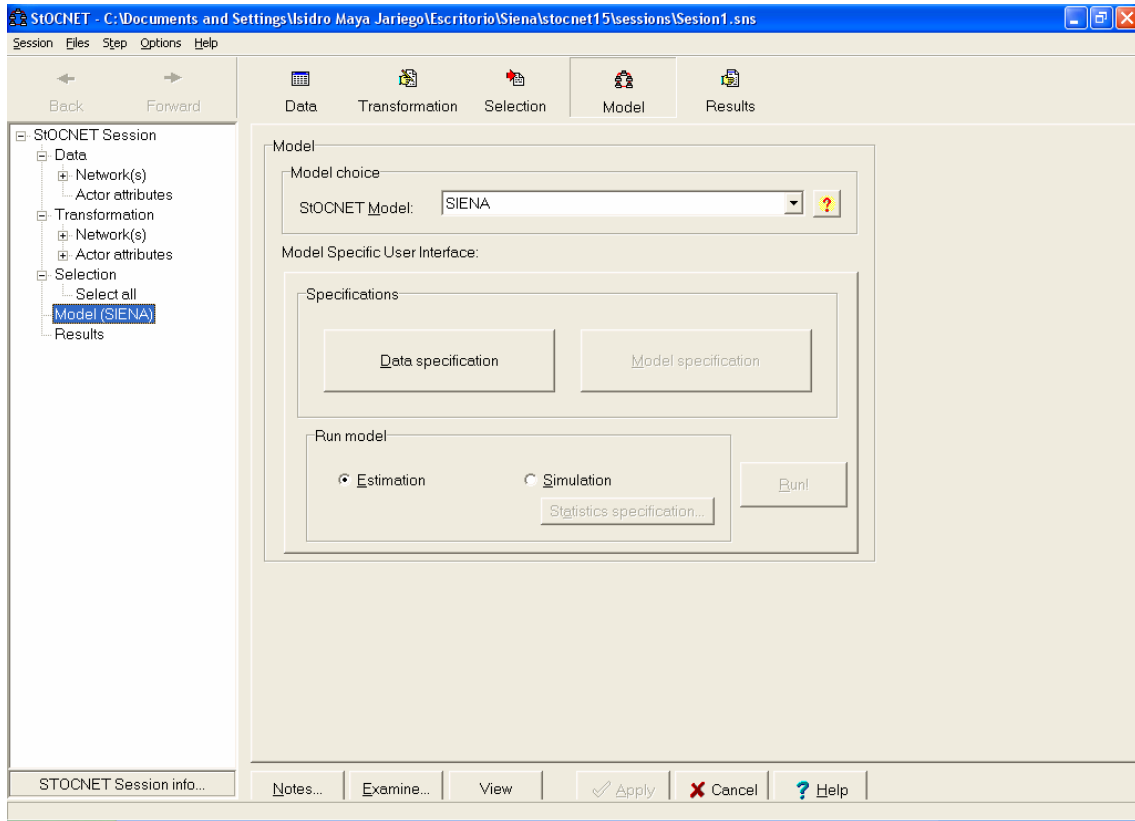 StOCNET - C:\Documents and Settings\Isidro Maya Jariego\Escritorio\Siena\stocnet15\sessions\Sesion1.sns
Session Files Step Options Help
Back Forward Data Transformation Selection Model Results
StOCNET Session
Data
Network(s)
Actor attributes
Transformation
Network(s)
Actor attributes
Selection
Select all
Model (SIENA)
Results
Model
Model choice
StOCNET Model: SIENA ?
Model Specific User Interface:
Specifications
Data specification Model specification
Run model
Estimation Simulation Run!
Statistics specification...
STOCNET Session info... Notes... Examine... View Apply Cancel ? Help